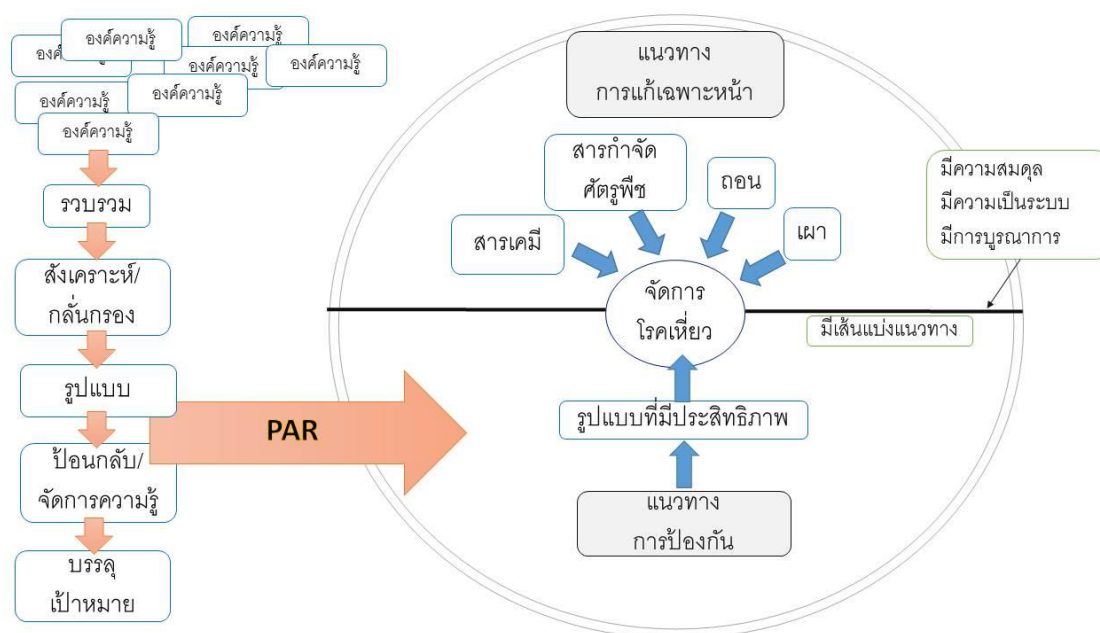 องค์ความรู้
องค์ความรู้
องค์ความรู้
องค์ความรู้
องค์ความรู้
องค์ความรู้
องค์ความรู้
องค์ความรู้
รวบรวม
สังเคราะห์/
กลั่นกรอง
รูปแบบ
ป้อนกลับ/
จัดการความรู้
บรรลุ
เป้าหมาย
PAR
แนวทาง
การแก้เฉพาะหน้า
สารเคมี
สารกำจัด
ศัตรูพืช
ถอน
เผา
จัดการ
โรคเหี่ยว
มีความสมดุล
มีความเป็นระบบ
มีการบูรณาการ
มีเส้นแบ่งแนวทาง
รูปแบบที่มีประสิทธิภาพ
แนวทาง
การป้องกัน